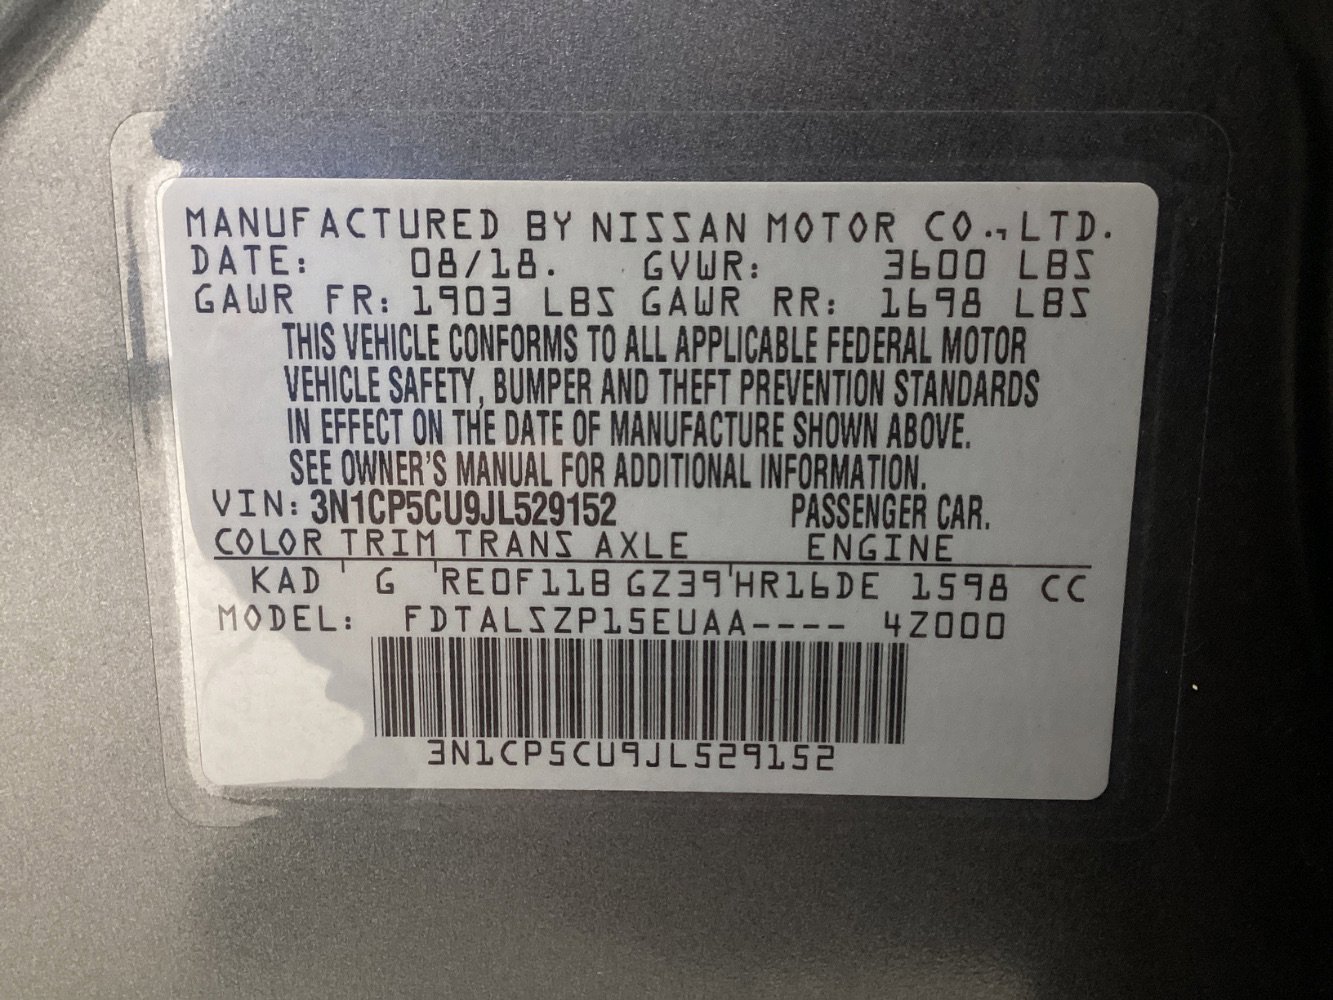 MANUFACTURED BY NISSAN MOTOR CO., LTD.
DATE: 08/18. GVWR: 3600 LBS
GAWR FR: 1903 LBS GAWR RR: 1698 LBS
THIS VEHICLE CONFORMS TO ALL APPLICABLE FEDERAL MOTOR
VEHICLE SAFETY, BUMPER AND THEFT PREVENTION STANDARDS
IN EFFECT ON THE DATE OF MANUFACTURE SHOWN ABOVE.
SEE OWNER'S MANUAL FOR ADDITIONAL INFORMATION.
VIN: 3N1CP5CU9JL529152 PASSENGER CAR.
COLOR TRIM TRANS AXLE ENGINE
KAD ' G 'RE0F11B GZ39'HR16DE 1598 CC
MODEL: FDTALSZP15EUAA---- 4Z000
3N1CP5CU9JL529152